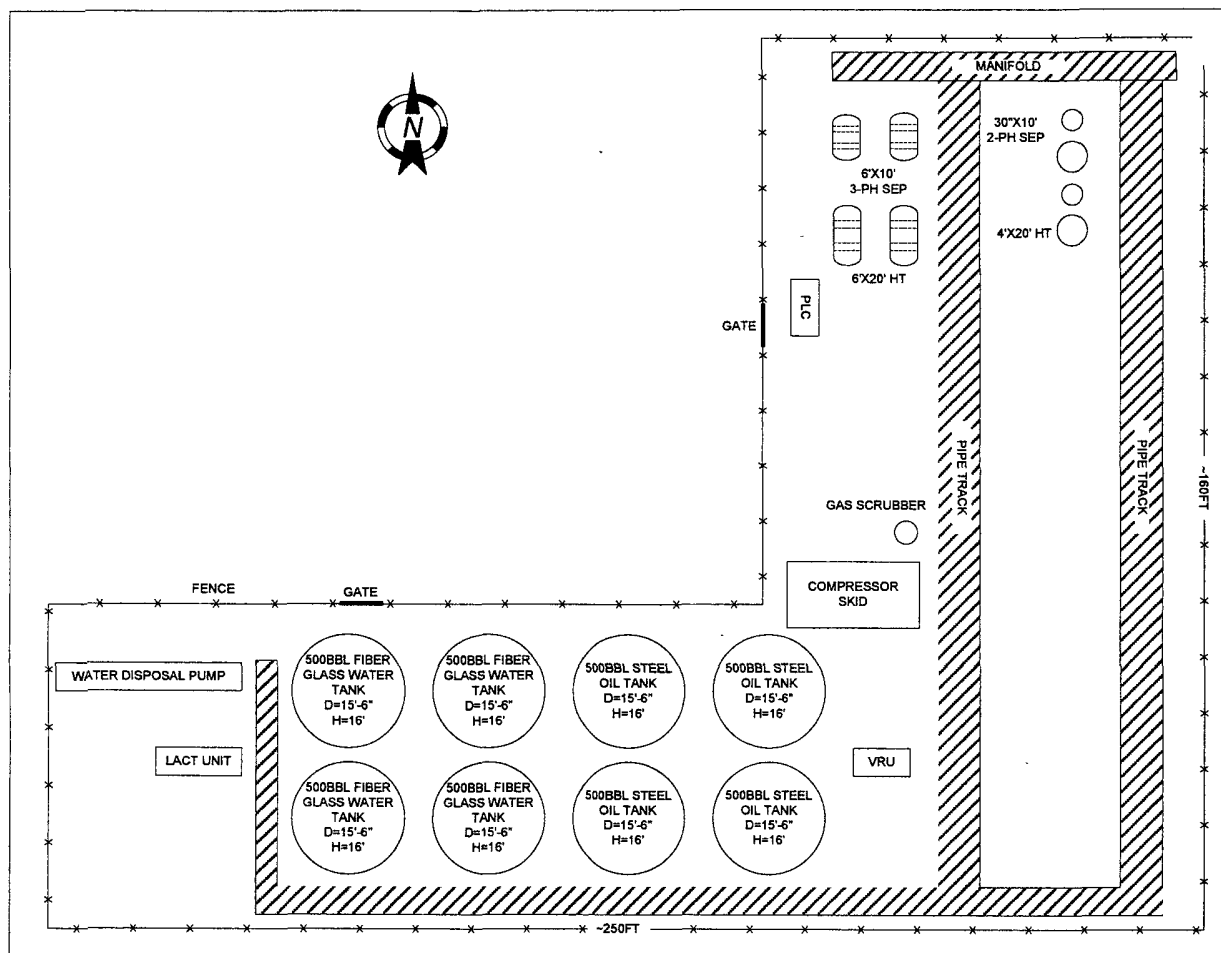 MANIFOLD
N
30"X10'
2-PH SEP
6'X10'
3-PH SEP
4'X20' HT
6'X20' HT
PLC
GATE
PIPE TRACK
PIPE TRACK
~160FT
GAS SCRUBBER
COMPRESSOR
SKID
FENCE
GATE
WATER DISPOSAL PUMP
500BBL FIBER
GLASS WATER
TANK
D=15'-6"
H=16'
500BBL FIBER
GLASS WATER
TANK
D=15'-6"
H=16'
500BBL STEEL
OIL TANK
D=15'-6"
H=16'
500BBL STEEL
OIL TANK
D=15'-6"
H=16'
LACT UNIT
VRU
500BBL FIBER
GLASS WATER
TANK
D=15'-6"
H=16'
500BBL FIBER
GLASS WATER
TANK
D=15'-6"
H=16'
500BBL STEEL
OIL TANK
D=15'-6"
H=16'
500BBL STEEL
OIL TANK
D=15'-6"
H=16'
~250FT